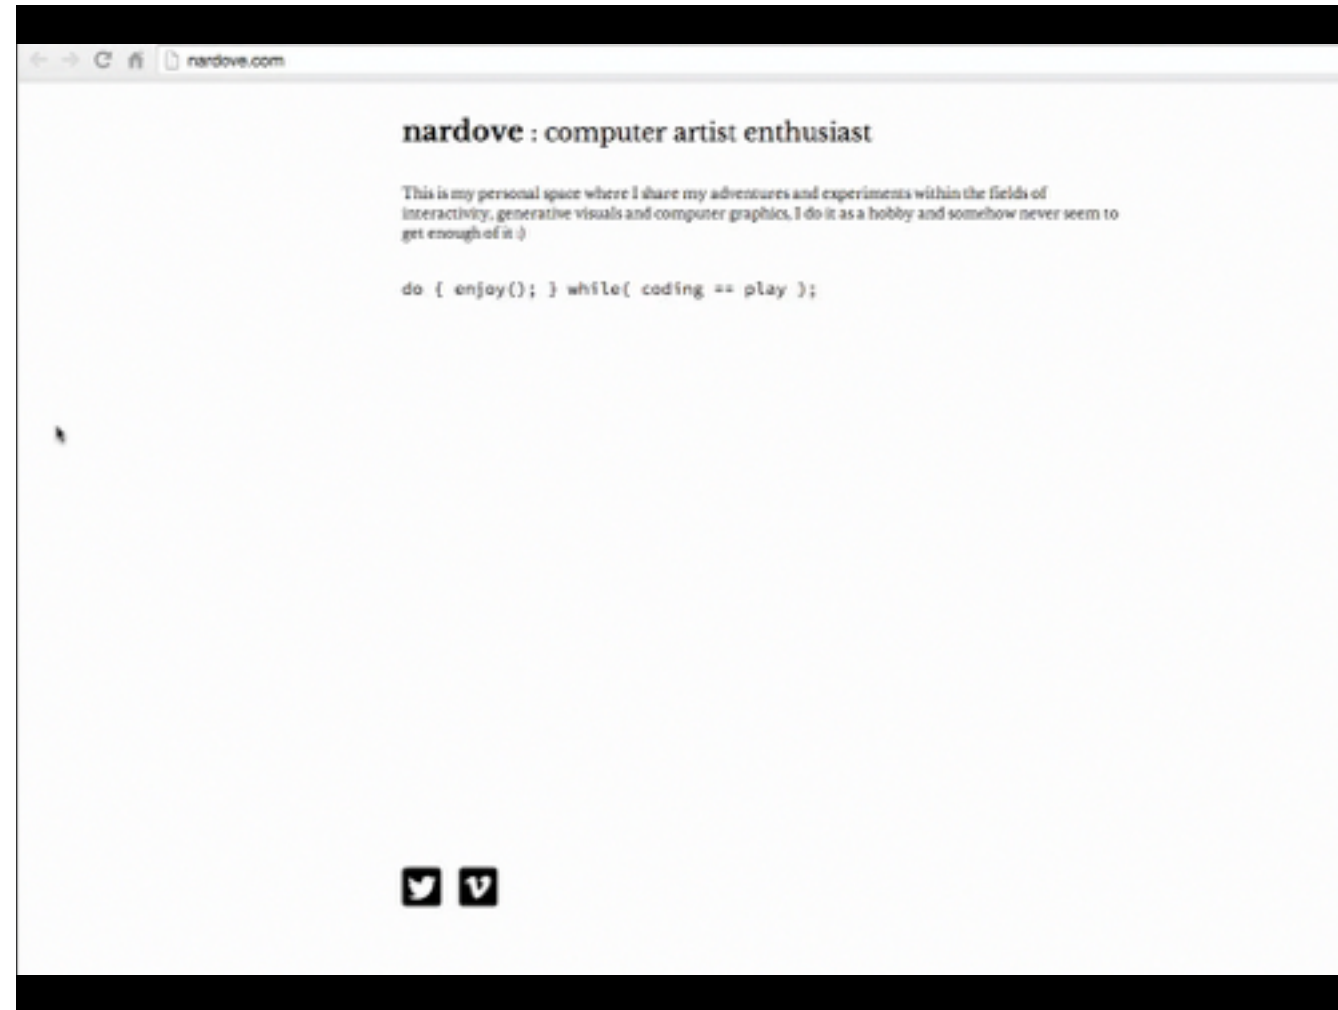 nardove.com
nardove : computer artist enthusiast
This is my personal space where I share my adventures and experiments within the fields of
interactivity, generative visuals and computer graphics, I do it as a hobby and somehow never seem to
get enough of it :)
do { enjoy(); } while( coding == play );